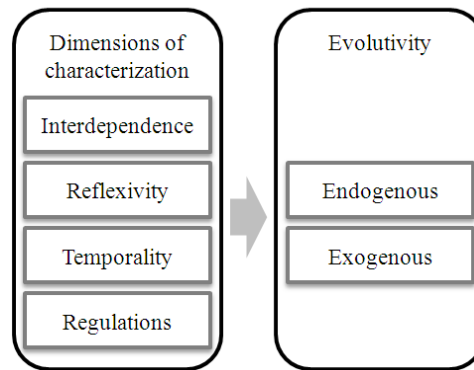 Dimensions of
characterization
Interdependence
Reflexivity
Temporality
Regulations
Evolutivity
Endogenous
Exogenous